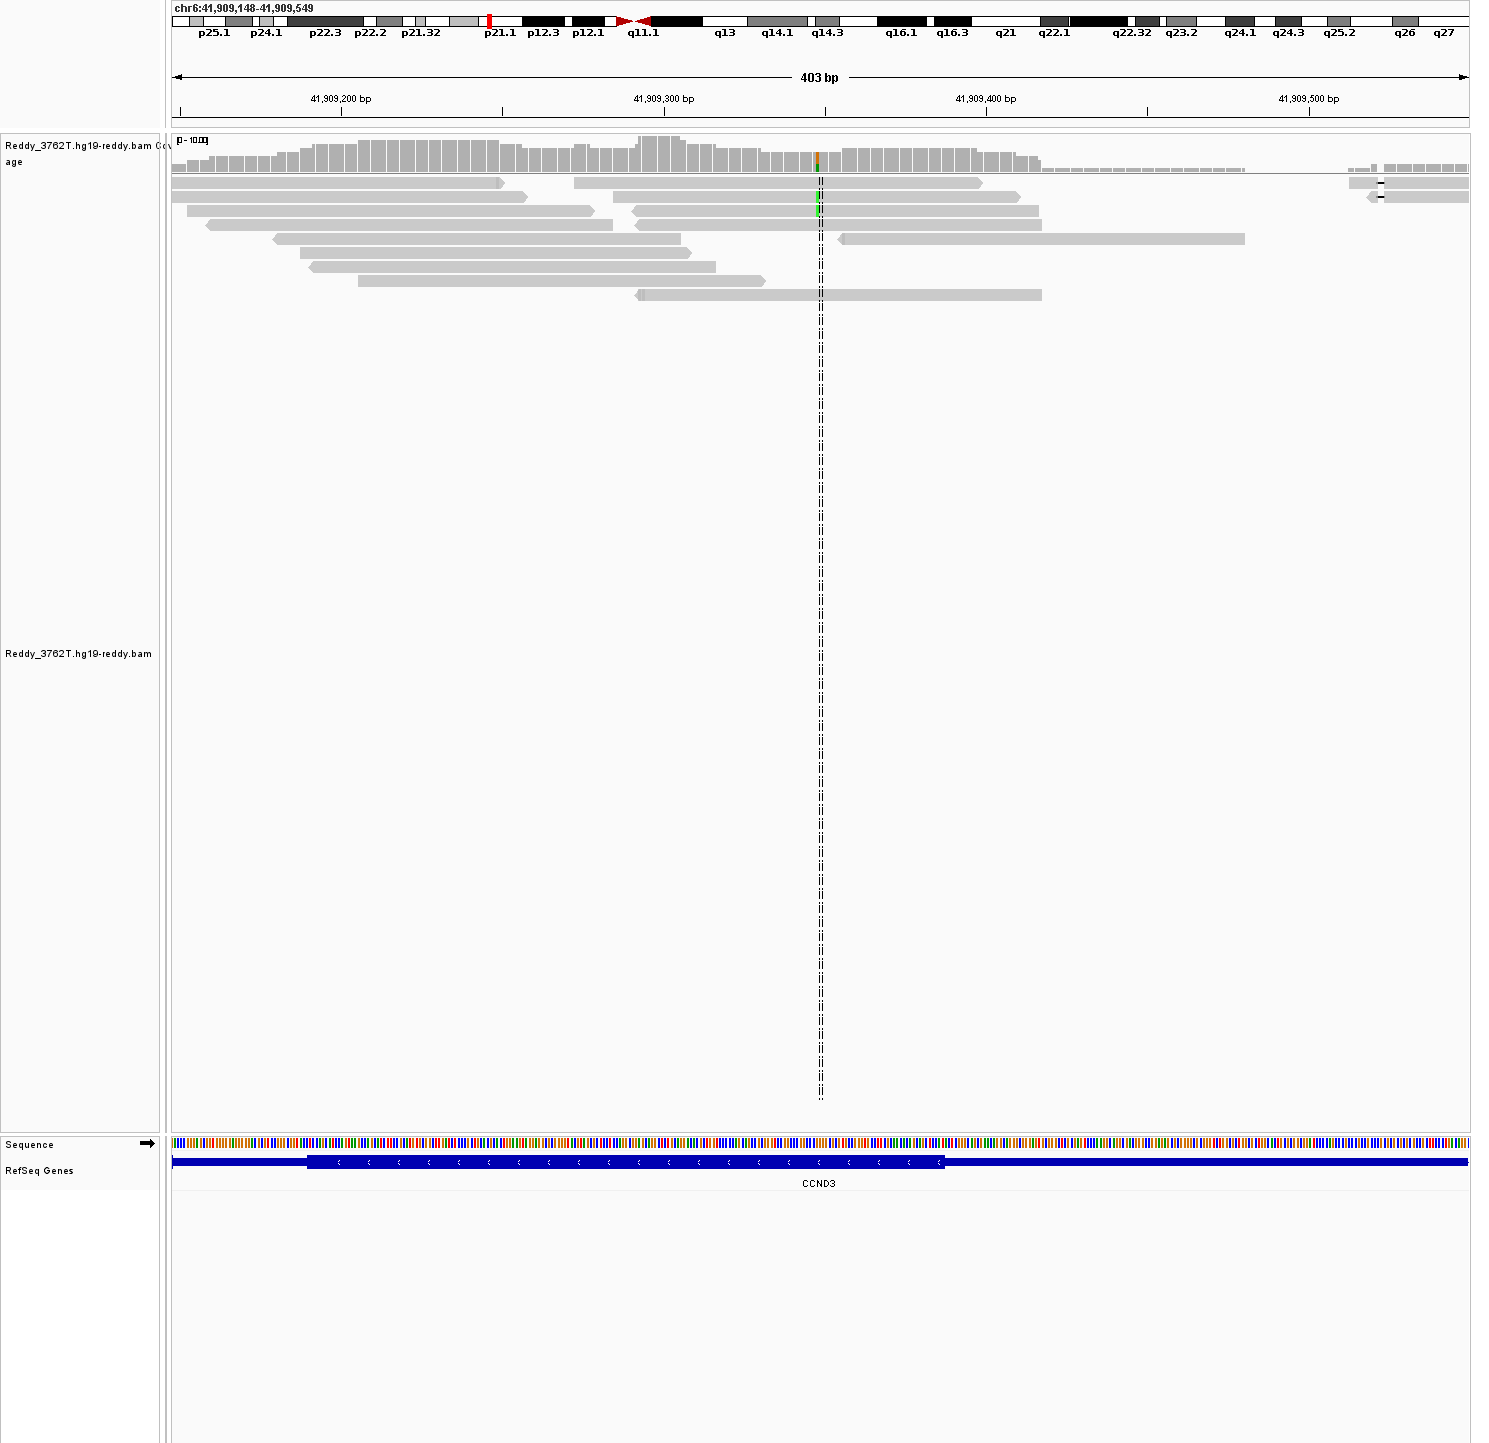 chr6:41,909,148-41,909,549
p25.1 p24.1 p22.3 p22.2 p21.32 p21.1 p12.3 p12.1 q11.1 q13 q14.1 q14.3 q16.1 q16.3 q21 q22.1 q22.32 q23.2 q24.1 q24.3 q25.2 q26 q27
403 bp
41,909,200 bp 41,909,300 bp 41,909,400 bp 41,909,500 bp
Reddy_3762T.hg19-reddy.bam Cov
age
[0 - 10.00]
Reddy_3762T.hg19-reddy.bam
Sequence
RefSeq Genes
CCND3